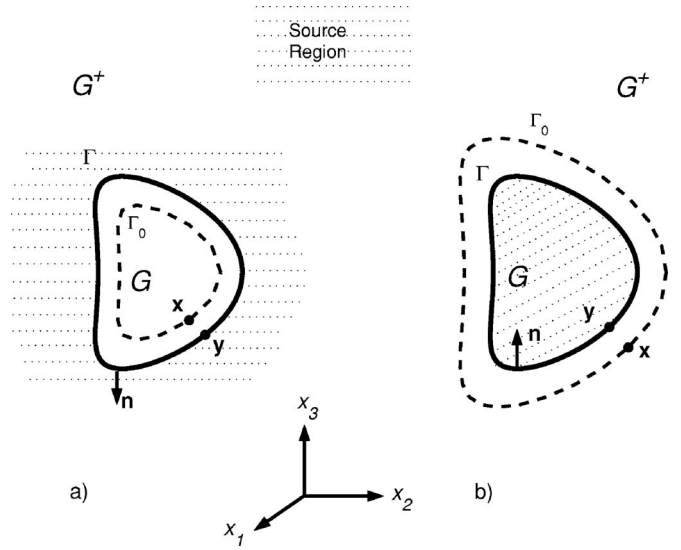 Source
Region
G⁺
G⁺
Γ₀
Γ
Γ
Γ₀
G
G
x
y
y
x
n
n
x₃
a)
x₂
b)
x₁